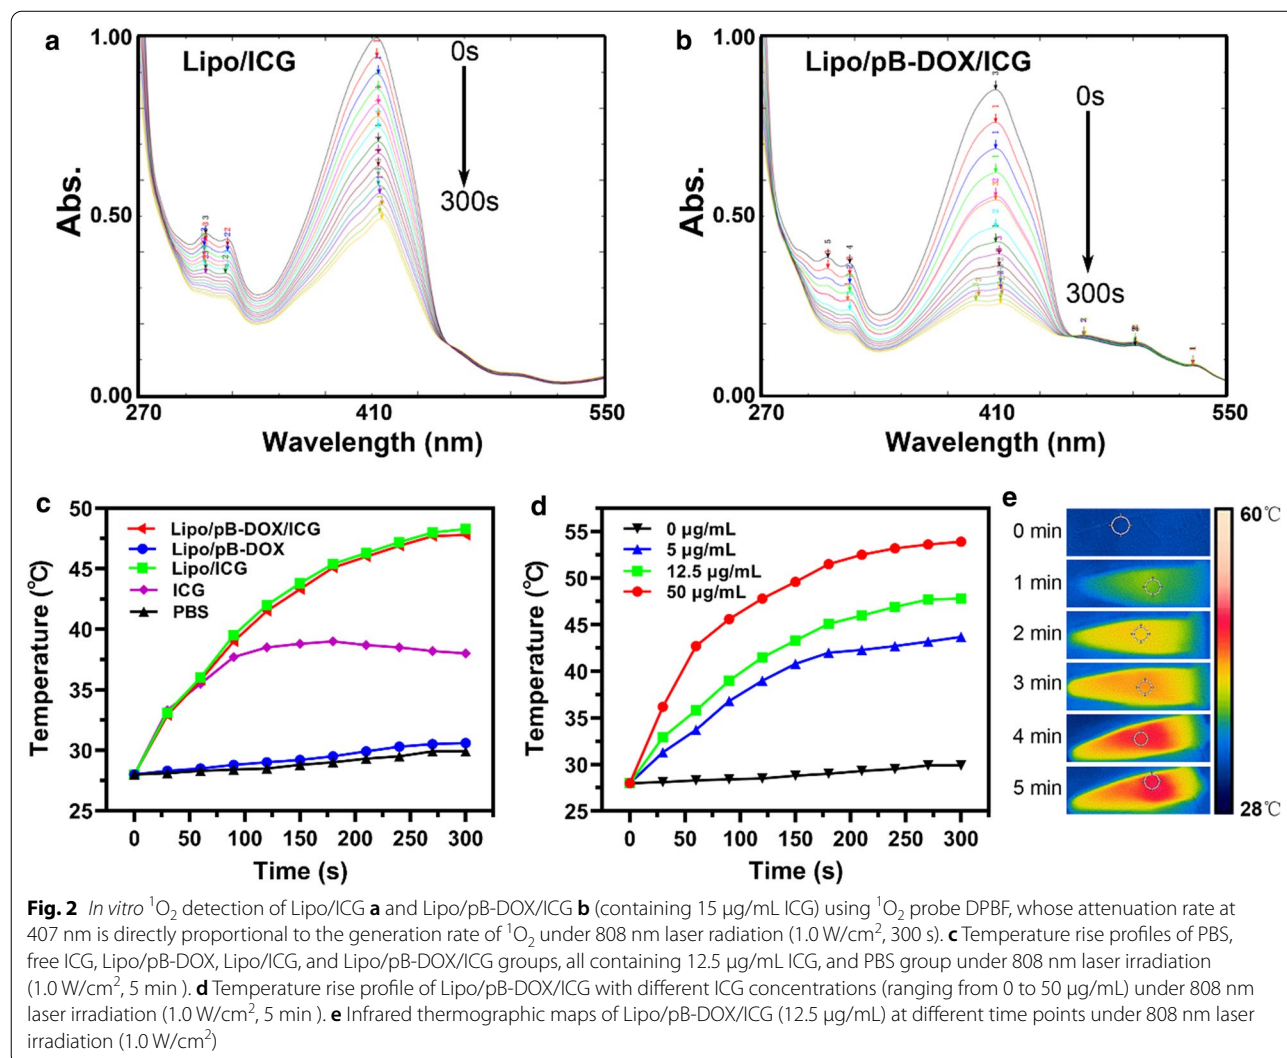 a
1.00
Lipo/ICG
0s
300s
0.50
0.00
Abs.
270
410
550
Wavelength (nm)
b
1.00
Lipo/pB-DOX/ICG
0s
300s
0.50
0.00
Abs.
270
410
550
Wavelength (nm)
c
50
45
40
35
30
25
Temperature (℃)
Lipo/pB-DOX/ICG
Lipo/pB-DOX
Lipo/ICG
ICG
PBS
0 50 100 150 200 250 300
Time (s)
d
55
50
45
40
35
30
25
Temperature (℃)
0 µg/mL
5 µg/mL
12.5 µg/mL
50 µg/mL
0 50 100 150 200 250 300
Time (s)
e
0 min
1 min
2 min
3 min
4 min
5 min
60℃
28℃
Fig. 2 In vitro ¹O₂ detection of Lipo/ICG a and Lipo/pB-DOX/ICG b (containing 15 µg/mL ICG) using ¹O₂ probe DPBF, whose attenuation rate at
407 nm is directly proportional to the generation rate of ¹O₂ under 808 nm laser radiation (1.0 W/cm², 300 s). c Temperature rise profiles of PBS,
free ICG, Lipo/pB-DOX, Lipo/ICG, and Lipo/pB-DOX/ICG groups, all containing 12.5 µg/mL ICG, and PBS group under 808 nm laser irradiation
(1.0 W/cm², 5 min ). d Temperature rise profile of Lipo/pB-DOX/ICG with different ICG concentrations (ranging from 0 to 50 µg/mL) under 808 nm
laser irradiation (1.0 W/cm², 5 min ). e Infrared thermographic maps of Lipo/pB-DOX/ICG (12.5 µg/mL) at different time points under 808 nm laser
irradiation (1.0 W/cm²)